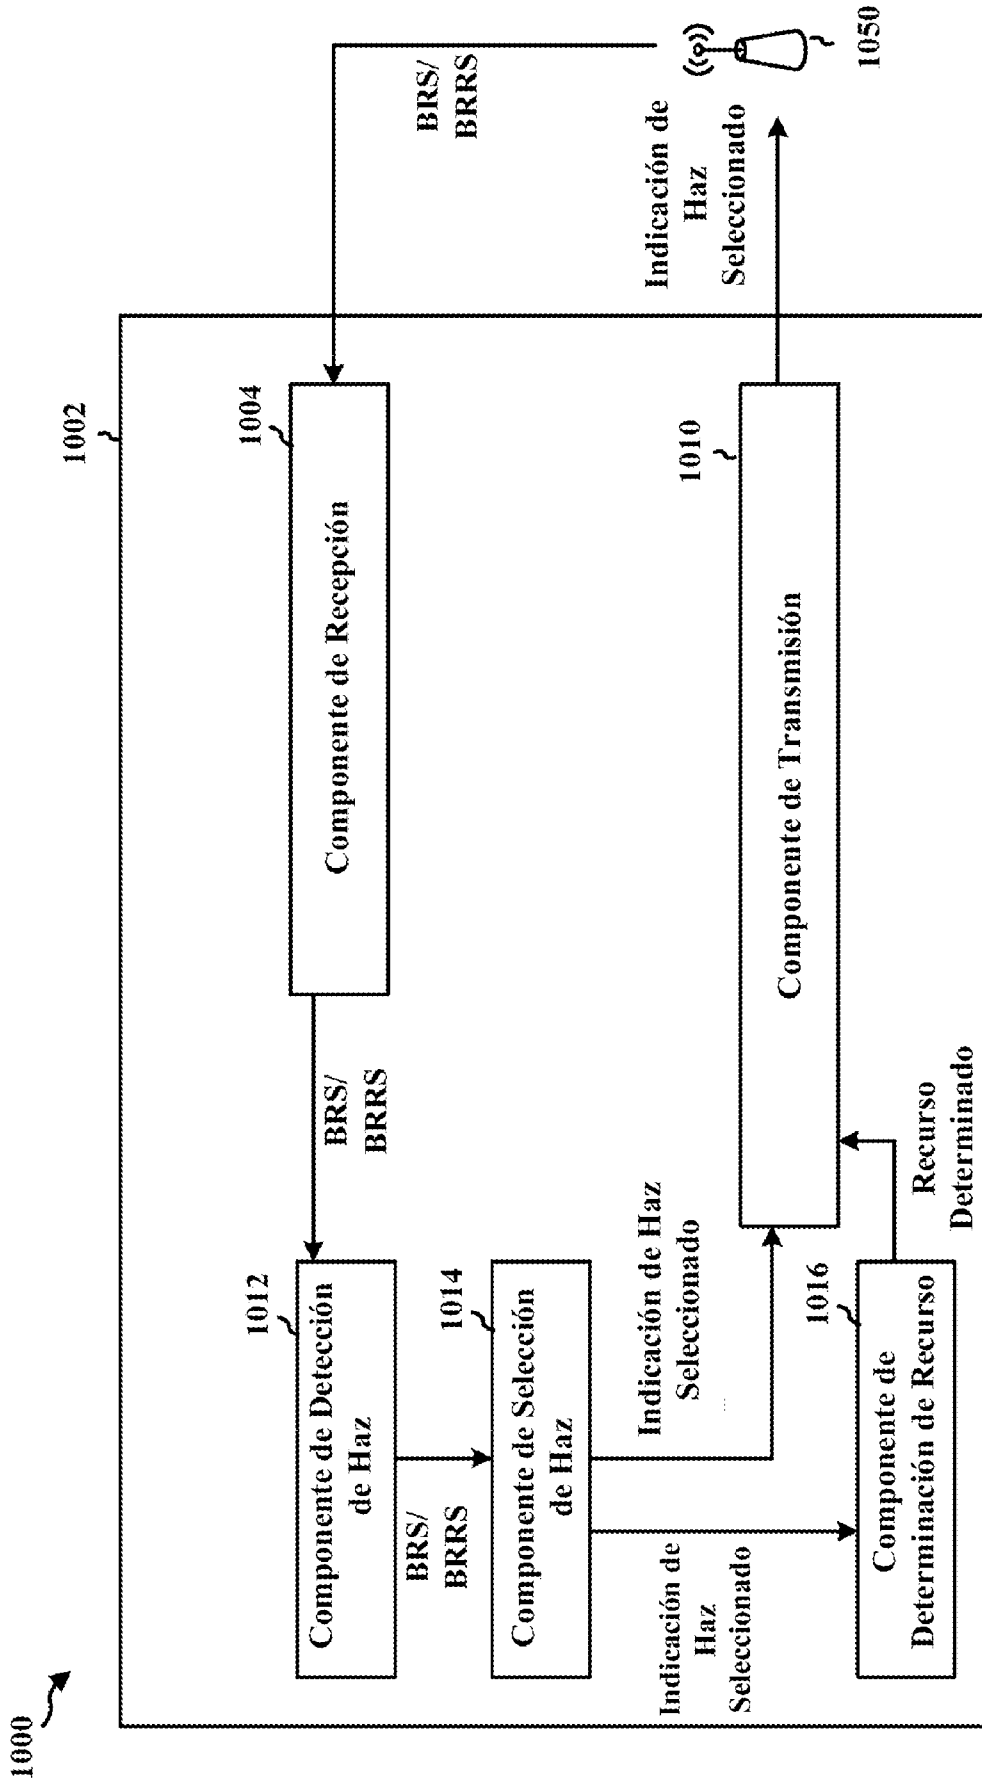 1000
1002
Componente de Detección
de Haz
1012
BRS/
BRRS
Componente de Recepción
1004
BRS/
BRRS
BRS/
BRRS
Componente de Selección
de Haz
1014
Indicación de Haz
Seleccionado
Indicación de
Haz
Seleccionado
Componente de Transmisión
1010
Indicación de
Haz
Seleccionado
1050
Componente de
Determinación de Recurso
1016
Recurso
Determinado